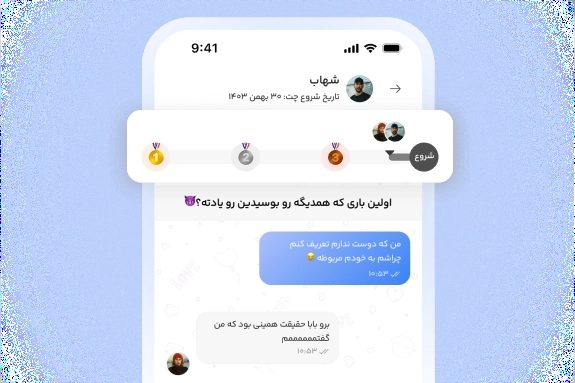 9:41
شهاب
تاریخ شروع چت: ۳۰ بهمن ۱۴۰۳
شروع
3
2
1
اولین باری که همدیگه رو بوسیدین رو یادته؟😈
من که دوست ندارم تعریف کنم
چراشم به خودم مربوطه 😂
۱۰:۵۳
LOVE
برو بابا حقیقت همینی بود که من
گفتمممممممم
۱۰:۵۳